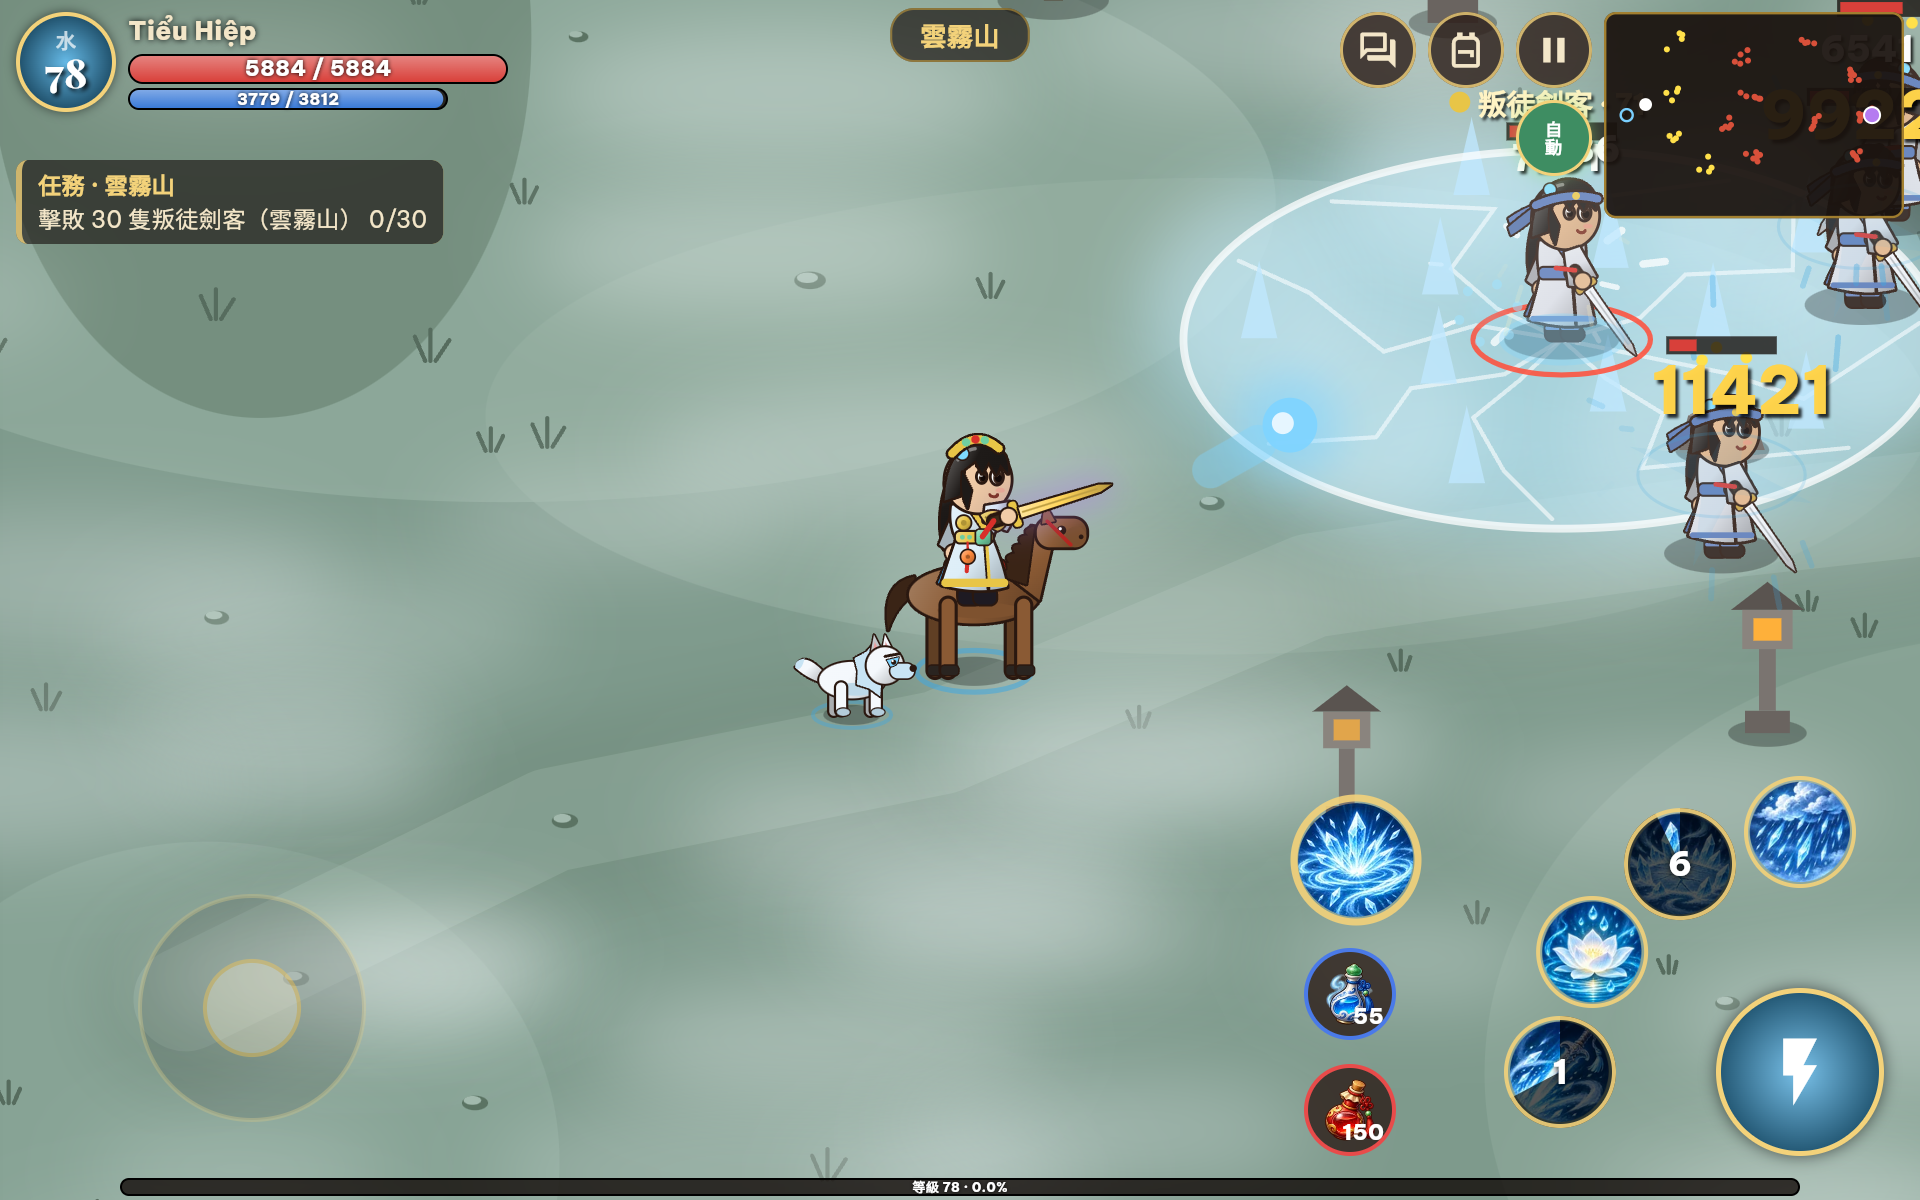 水
78
Tiểu Hiệp
5884 / 5884
3779 / 3812
雲霧山
任務 · 雲霧山
擊敗 30 隻叛徒劍客（雲霧山） 0/30
自動
11421
6
1
55
150
等級 78 · 0.0%